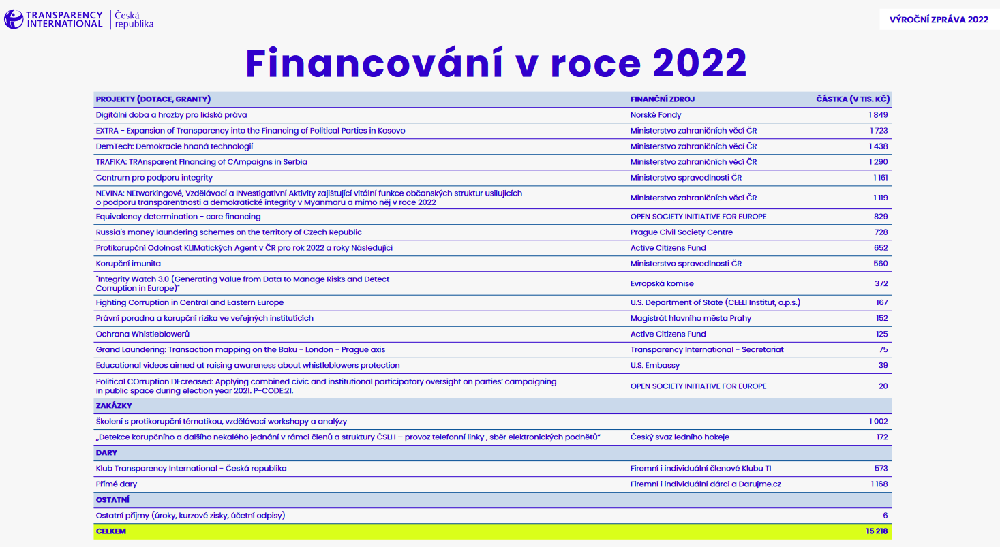 TRANSPARENCY
INTERNATIONAL
Česká
republika
VÝROČNÍ ZPRÁVA 2022
Financování v roce 2022
PROJEKTY (DOTACE, GRANTY) FINANČNÍ ZDROJ ČÁSTKA (V TIS. KČ)
Digitální doba a hrozby pro lidská práva Norské Fondy 1 849
EXTRA - Expansion of Transparency into the Financing of Political Parties in Kosovo Ministerstvo zahraničních věcí ČR 1 723
DemTech: Demokracie hnaná technologií Ministerstvo zahraničních věcí ČR 1 438
TRAFIKA: TRAnsparent FInancing of CAmpaigns in Serbia Ministerstvo zahraničních věcí ČR 1 290
Centrum pro podporu integrity Ministerstvo spravedlnosti ČR 1 161
NEVINA: NEtworkingové, Vzdělávací a INvestigativní Aktivity zajištující vitální funkce občanských struktur usilujících
o podporu transparentnosti a demokratické integrity v Myanmaru a mimo něj v roce 2022 Ministerstvo zahraničních věcí ČR 1 119
Equivalency determination - core financing OPEN SOCIETY INITIATIVE FOR EUROPE 829
Russia's money laundering schemes on the territory of Czech Republic Prague Civil Society Centre 728
Protikorupční Odolnost KLIMatických Agent v ČR pro rok 2022 a roky Následující Active Citizens Fund 652
Korupční imunita Ministerstvo spravedlnosti ČR 560
"Integrity Watch 3.0 (Generating Value from Data to Manage Risks and Detect
Corruption in Europe)" Evropská komise 372
Fighting Corruption in Central and Eastern Europe U.S. Department of State (CEELI Institut, o.p.s.) 167
Právní poradna a korupční rizika ve veřejných institutících Magistrát hlavního města Prahy 152
Ochrana Whistleblowerů Active Citizens Fund 125
Grand Laundering: Transaction mapping on the Baku - London - Prague axis Transparency International - Secretariat 75
Educational videos aimed at raising awareness about whistleblowers protection U.S. Embassy 39
Political COrruption DEcreased: Applying combined civic and institutional participatory oversight on parties’ campaigning
in public space during election year 2021. P-CODE:21. OPEN SOCIETY INITIATIVE FOR EUROPE 20
ZAKÁZKY
Školení s protikorupční tématikou, vzdělávací workshopy a analýzy 1 002
„Detekce korupčního a dalšího nekalého jednání v rámci členů a struktury ČSLH – provoz telefonní linky , sběr elektronických podnětů“ Český svaz ledního hokeje 172
DARY
Klub Transparency International - Česká republika Firemní i individuální členové Klubu TI 573
Přímé dary Firemní i individuální dárci a Darujme.cz 1 168
OSTATNÍ
Ostatní příjmy (úroky, kurzové zisky, účetní odpisy) 6
CELKEM 15 218